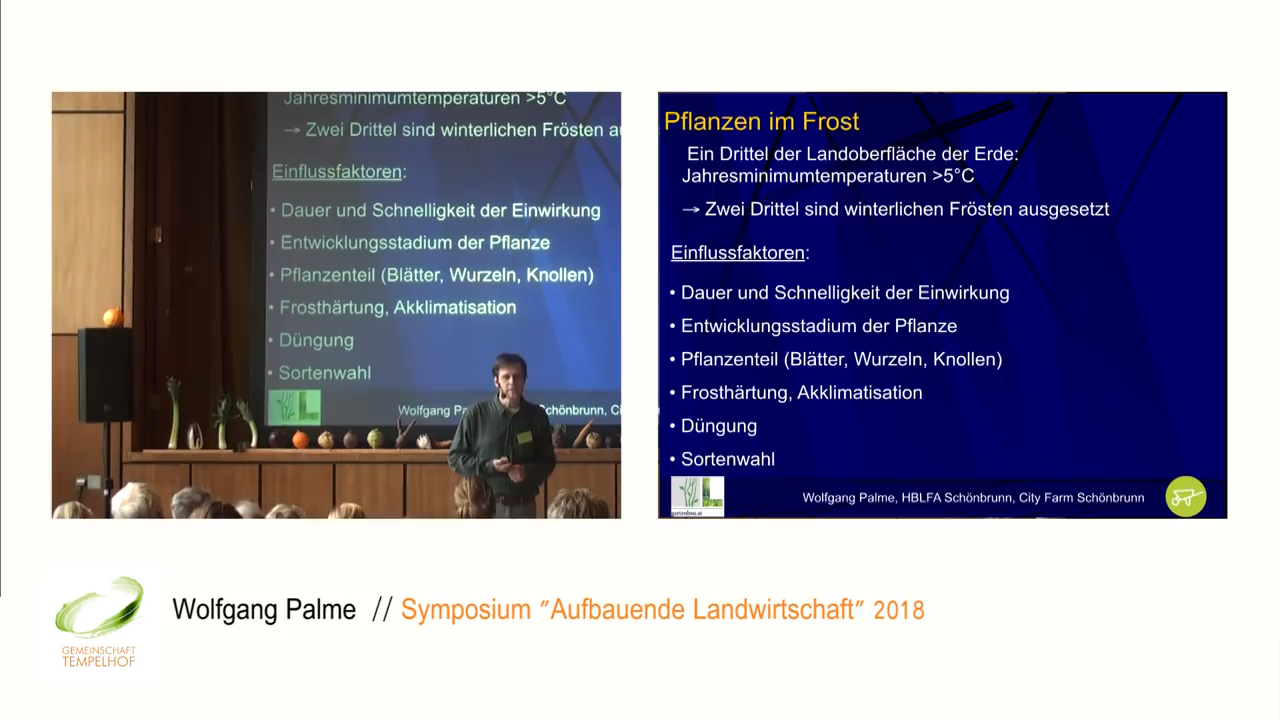 Jahresminimumtemperaturen >5°C
→ Zwei Drittel sind winterlichen Frösten au
Einflussfaktoren:
• Dauer und Schnelligkeit der Einwirkung
• Entwicklungsstadium der Pflanze
• Pflanzenteil (Blätter, Wurzeln, Knollen)
• Frosthärtung, Akklimatisation
• Düngung
• Sortenwahl
Wolfgang Pa Schönbrunn, Ci
Pflanzen im Frost
Ein Drittel der Landoberfläche der Erde:
Jahresminimumtemperaturen >5°C
→ Zwei Drittel sind winterlichen Frösten ausgesetzt
Einflussfaktoren:
• Dauer und Schnelligkeit der Einwirkung
• Entwicklungsstadium der Pflanze
• Pflanzenteil (Blätter, Wurzeln, Knollen)
• Frosthärtung, Akklimatisation
• Düngung
• Sortenwahl
gartenbau.at
Wolfgang Palme, HBLFA Schönbrunn, City Farm Schönbrunn
Wolfgang Palme // Symposium "Aufbauende Landwirtschaft" 2018
GEMEINSCHAFT
TEMPELHOF